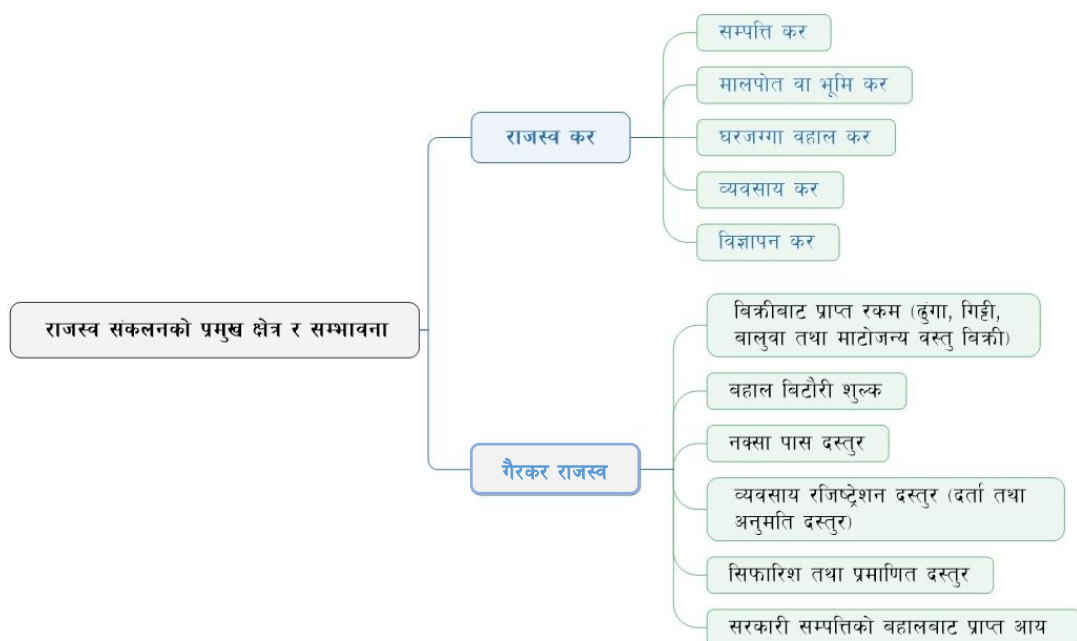 राजस्व संकलनको प्रमुख क्षेत्र र सम्भावना
राजस्व कर
सम्पत्ति कर
मालपोत वा भूमि कर
घरजग्गा वहाल कर
व्यवसाय कर
विज्ञापन कर
गैरकर राजस्व
बिक्रीबाट प्राप्त रकम (ढुंगा, गिट्टी,
बालुवा तथा माटोजन्य वस्तु बिक्री)
बहाल बिटौरी शुल्क
नक्सा पास दस्तुर
व्यवसाय रजिष्ट्रेशन दस्तुर (दर्ता तथा
अनुमति दस्तुर)
सिफारिश तथा प्रमाणित दस्तुर
सरकारी सम्पत्तिको बहालबाट प्राप्त आय